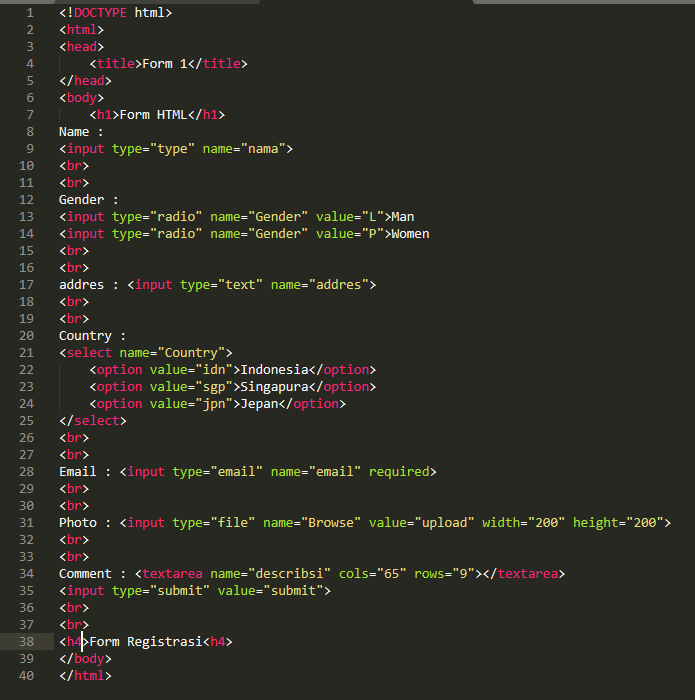 1 <!DOCTYPE html>
2 <html>
3 <head>
4     <title>Form 1</title>
5 </head>
6 <body>
7     <h1>Form HTML</h1>
8 Name :
9 <input type="type" name="nama">
10 <br>
11 <br>
12 Gender :
13 <input type="radio" name="Gender" value="L">Man
14 <input type="radio" name="Gender" value="P">Women
15 <br>
16 <br>
17 addres : <input type="text" name="addres">
18 <br>
19 <br>
20 Country :
21 <select name="Country">
22     <option value="idn">Indonesia</option>
23     <option value="sgp">Singapura</option>
24     <option value="jpn">Jepan</option>
25 </select>
26 <br>
27 <br>
28 Email : <input type="email" name="email" required>
29 <br>
30 <br>
31 Photo : <input type="file" name="Browse" value="upload" width="200" height="200">
32 <br>
33 <br>
34 Comment : <textarea name="describsi" cols="65" rows="9"></textarea>
35 <input type="submit" value="submit">
36 <br>
37 <br>
38 <h4>Form Registrasi<h4>
39 </body>
40 </html>